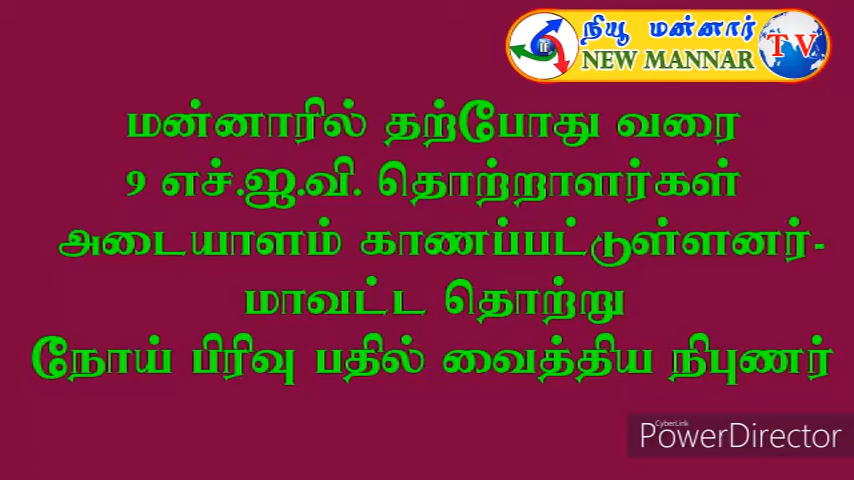 நியூ மன்னார் TV
NEW MANNAR
மன்னாரில் தற்போது வரை
9 எச்.ஐ.வி. தொற்றாளர்கள்
அடையாளம் காணப்பட்டுள்ளனர்-
மாவட்ட தொற்று
நோய் பிரிவு பதில் வைத்திய நிபுணர்
CyberLink
PowerDirector